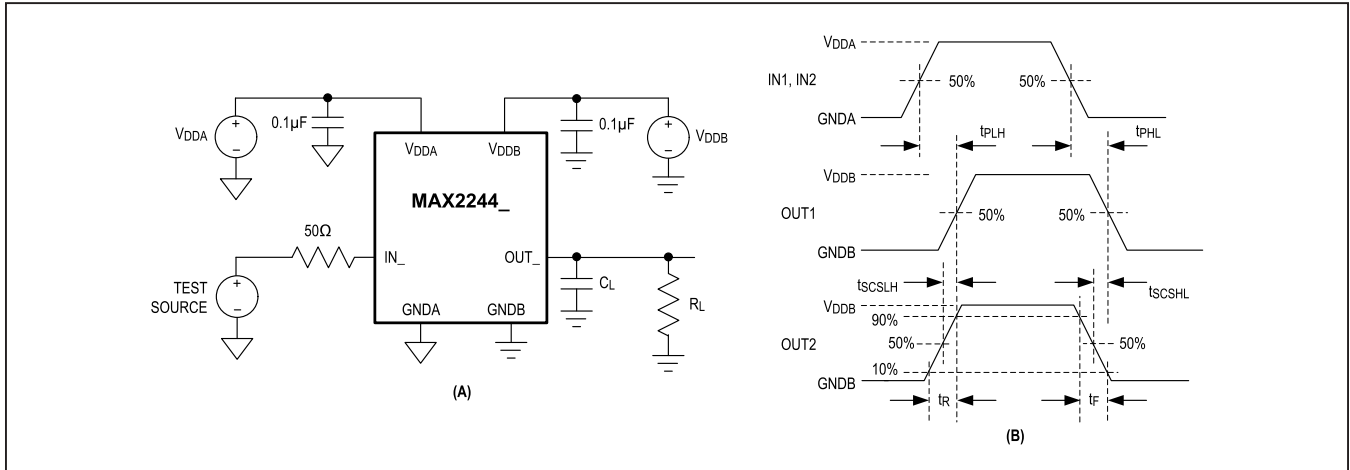 VDDA
+
−
0.1µF
VDDA
VDDB
0.1µF
+
−
VDDB
MAX2244_
50Ω
IN_
OUT_
TEST
SOURCE
+
−
CL
RL
GNDA
GNDB
(A)
VDDA
IN1, IN2
50%
50%
GNDA
tPLH
tPHL
VDDB
OUT1
50%
50%
GNDB
tSCSLH
tSCSHL
VDDB
90%
OUT2
50%
50%
10%
GNDB
tR
tF
(B)